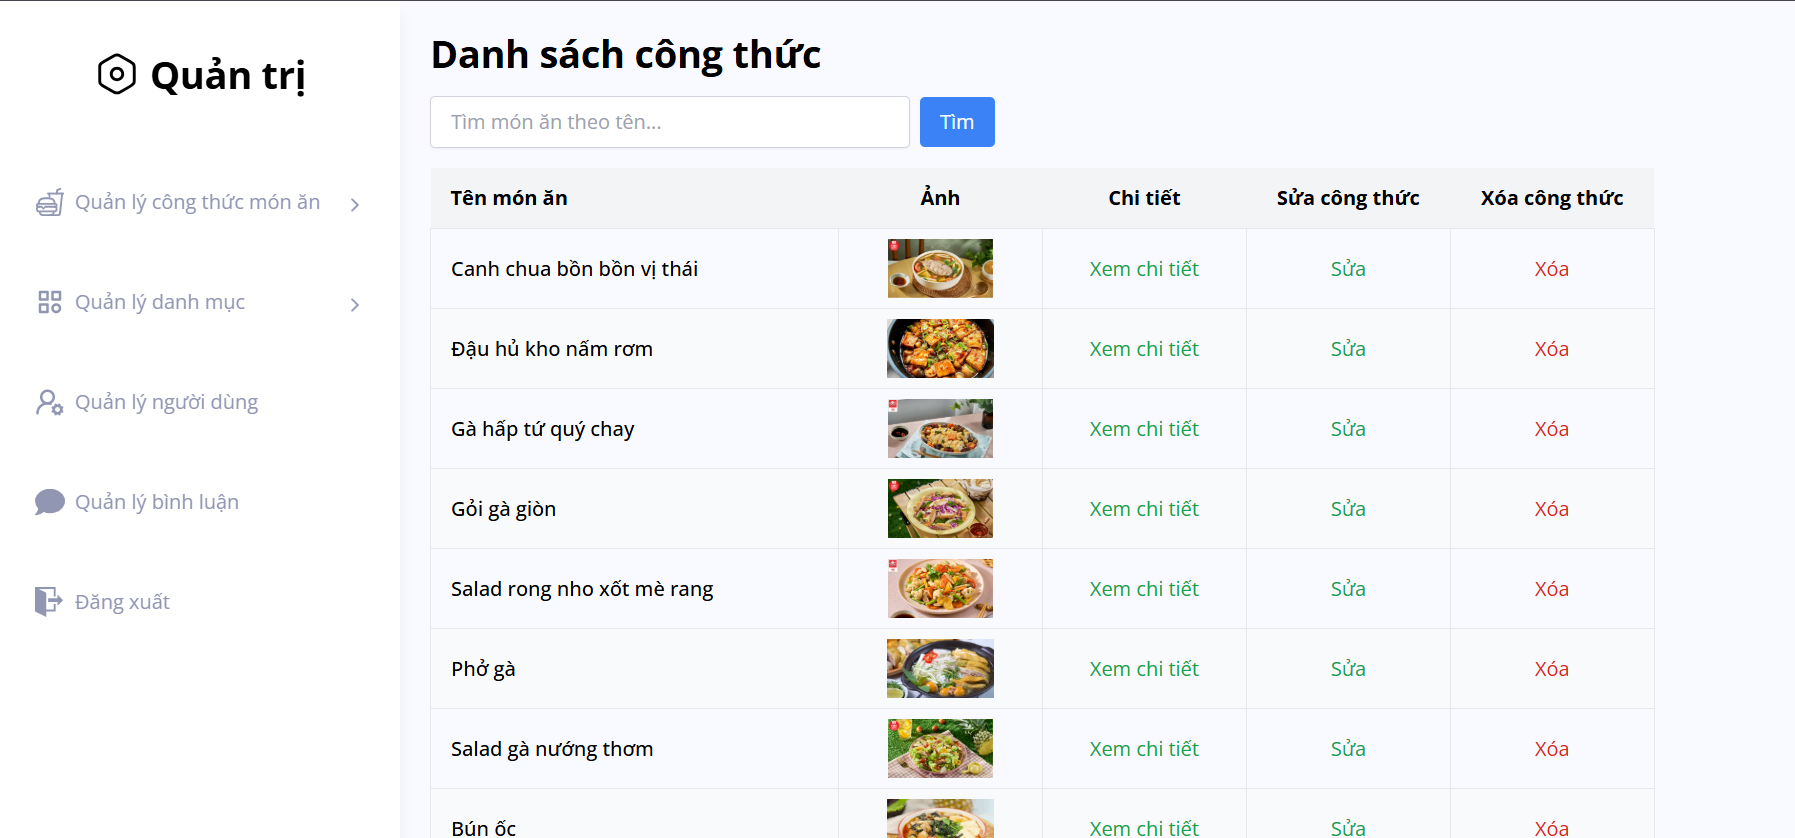 Quản trị
Quản lý công thức món ăn
Quản lý danh mục
Quản lý người dùng
Quản lý bình luận
Đăng xuất
Danh sách công thức
Tìm món ăn theo tên...
Tìm
Tên món ăn Ảnh Chi tiết Sửa công thức Xóa công thức
Canh chua bồn bồn vị thái Xem chi tiết Sửa Xóa
Đậu hủ kho nấm rơm Xem chi tiết Sửa Xóa
Gà hấp tứ quý chay Xem chi tiết Sửa Xóa
Gỏi gà giòn Xem chi tiết Sửa Xóa
Salad rong nho xốt mè rang Xem chi tiết Sửa Xóa
Phở gà Xem chi tiết Sửa Xóa
Salad gà nướng thơm Xem chi tiết Sửa Xóa
Bún ốc Xem chi tiết Sửa Xóa